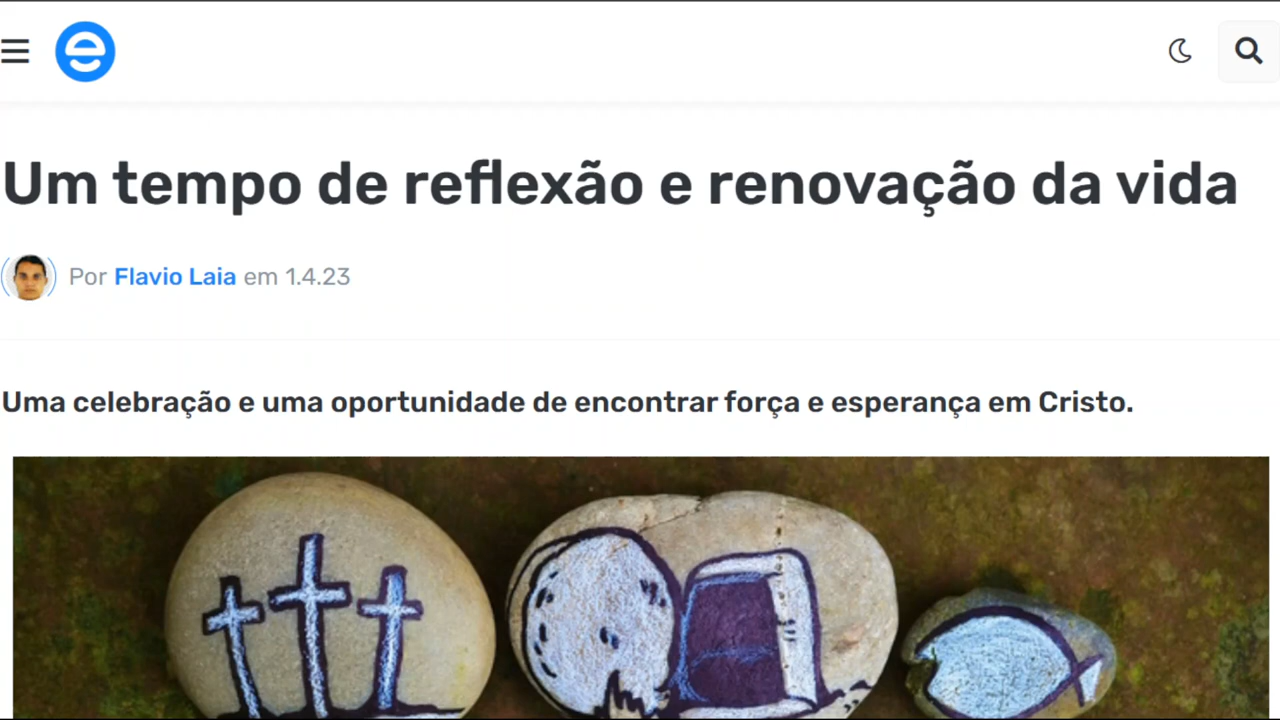 Um tempo de reflexão e renovação da vida
Por Flavio Laia em 1.4.23
Uma celebração e uma oportunidade de encontrar força e esperança em Cristo.